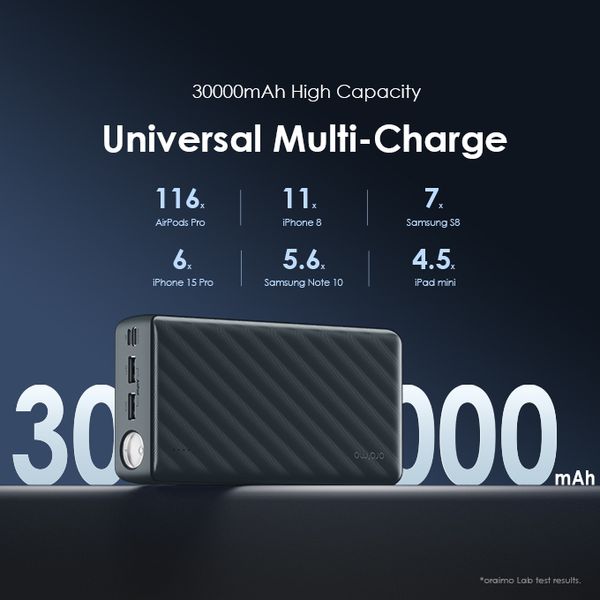 30000mAh High Capacity
Universal Multi-Charge
116x 11x 7x
AirPods Pro iPhone 8 Samsung S8
6x 5.6x 4.5x
iPhone 15 Pro Samsung Note 10 iPad mini
oraimo
30 000 mAh
*oraimo Lab test results.